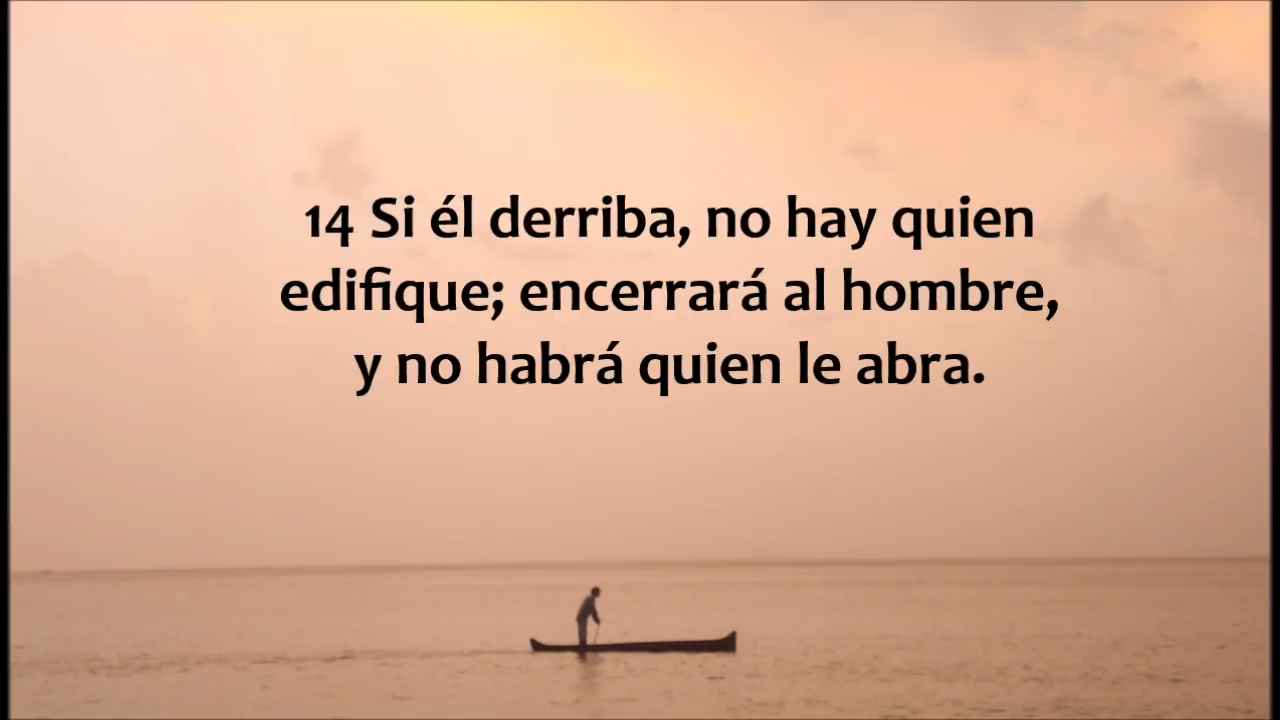 14 Si él derriba, no hay quien
edifique; encerrará al hombre,
y no habrá quien le abra.